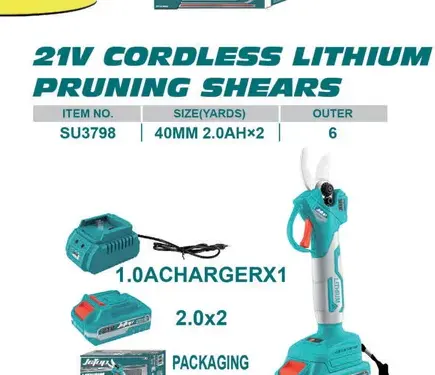 21V CORDLESS LITHIUM
PRUNING SHEARS
ITEM NO. SIZE(YARDS) OUTER
SU3798 40MM 2.0AH×2 6
1.0ACHARGERX1
2.0x2
PACKAGING
LITHIUM